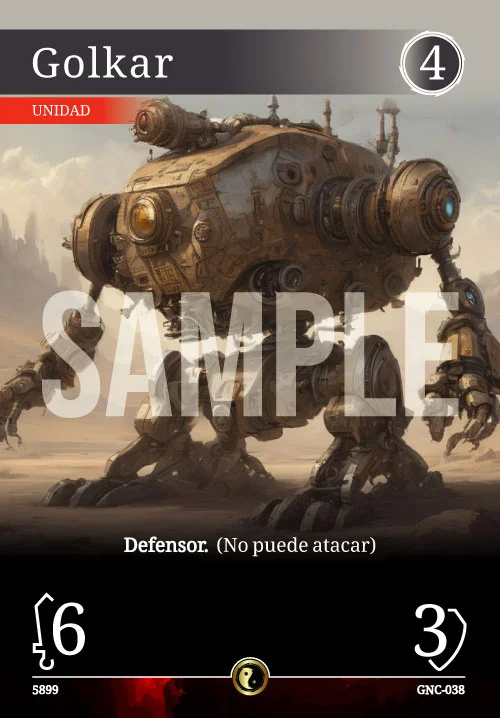 Golkar
4
UNIDAD
SAMPLE
Defensor. (No puede atacar)
6
3
5899
GNC-038